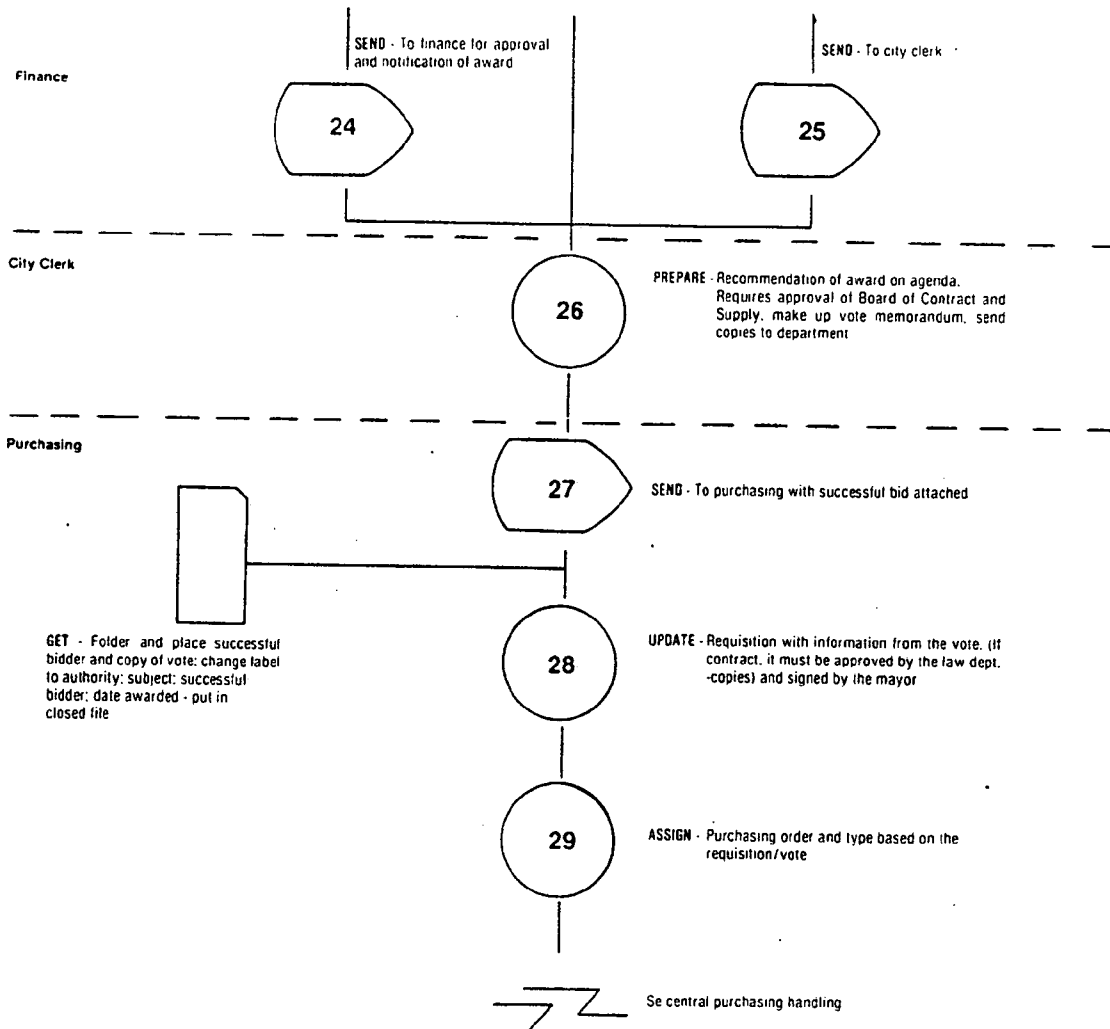 SEND - To finance for approval
and notification of award
SEND - To city clerk
Finance
24
25
City Clerk
26
PREPARE - Recommendation of award on agenda.
Requires approval of Board of Contract and
Supply, make up vote memorandum, send
copies to department
Purchasing
27
SEND - To purchasing with successful bid attached
GET - Folder and place successful
bidder and copy of vote; change label
to authority; subject; successful
bidder; date awarded - put in
closed file
28
UPDATE - Requisition with information from the vote. (If
contract, it must be approved by the law dept.
-copies) and signed by the mayor
29
ASSIGN - Purchasing order and type based on the
requisition/vote
Se central purchasing handling